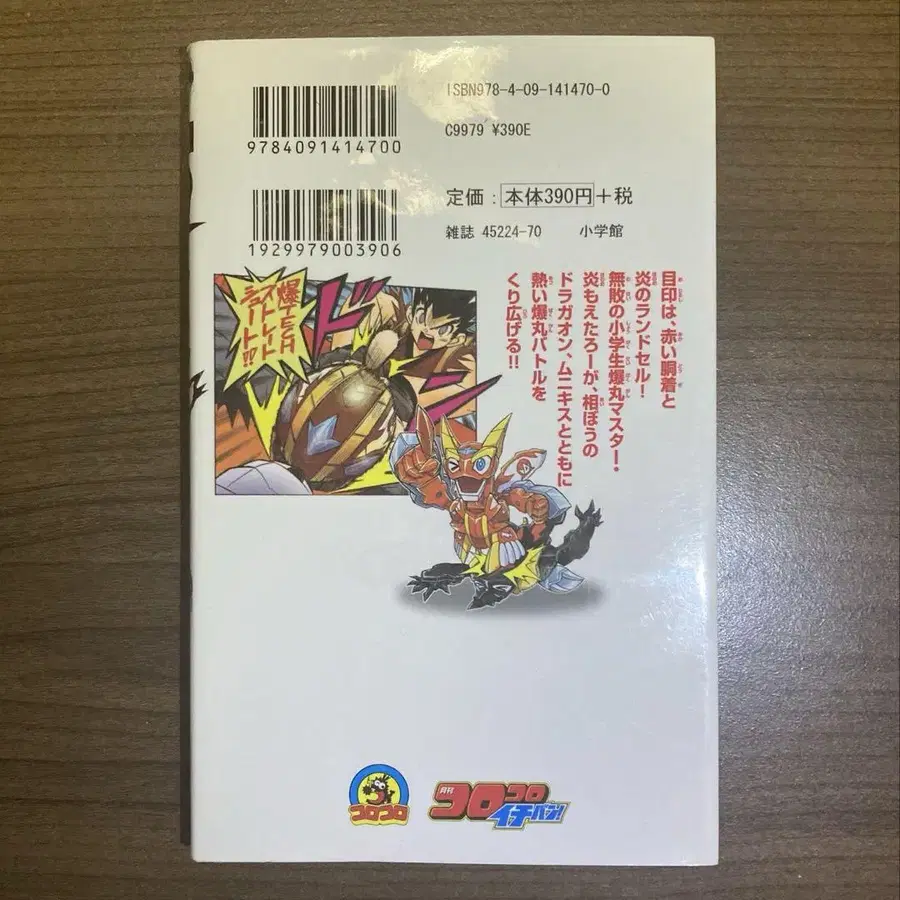 ISBN978-4-09-141470-0
C9979 ¥390E
9784091414700
定価：本体390円+税
1929979003906
雑誌 45224-70 小学館
目印は、赤い胴着と
炎のランドセル！
無敗の小学生爆丸マスター・
炎もえたろーが、相ぼうの
ドラガオン、ムニキスとともに
熱い爆丸バトルを
くり広げる!!
爆TECH
ストレート
シュート!!
ド
コロコロ
月刊コロコロイチバン！